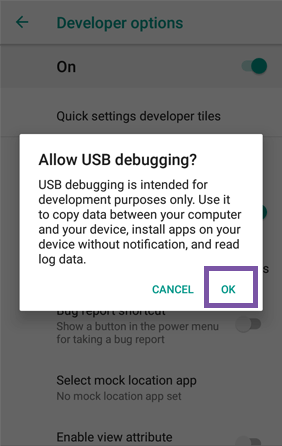 Developer options
On
Quick settings developer tiles
Allow USB debugging?
USB debugging is intended for
development purposes only. Use it
to copy data between your computer
and your device, install apps on your
device without notification, and read
log data.
CANCEL OK
Bug report shortcut
Show a button in the power menu
for taking a bug report
Select mock location app
No mock location app set
Enable view attribute